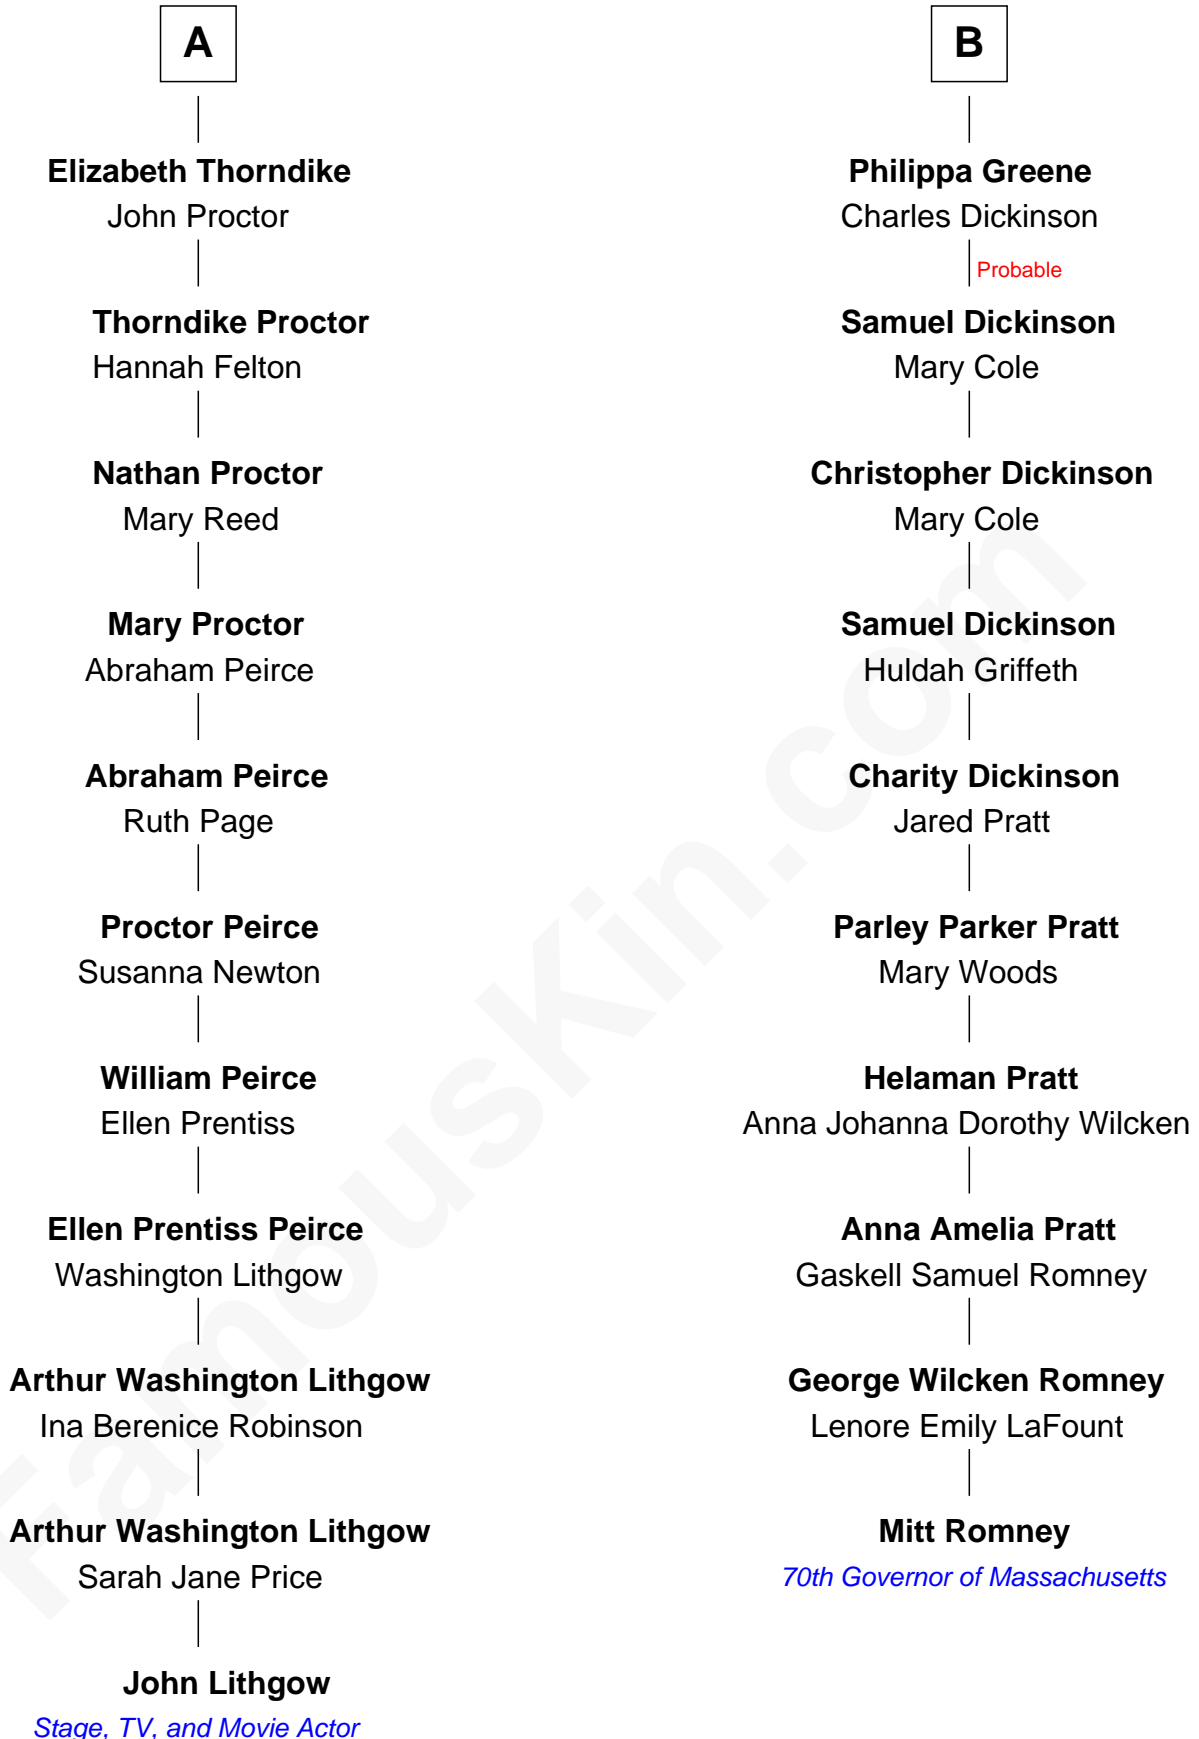 A
Elizabeth Thorndike
John Proctor
Thorndike Proctor
Hannah Felton
Nathan Proctor
Mary Reed
Mary Proctor
Abraham Peirce
Abraham Peirce
Ruth Page
Proctor Peirce
Susanna Newton
William Peirce
Ellen Prentiss
Ellen Prentiss Peirce
Washington Lithgow
Arthur Washington Lithgow
Ina Berenice Robinson
Arthur Washington Lithgow
Sarah Jane Price
John Lithgow
Stage, TV, and Movie Actor
B
Philippa Greene
Charles Dickinson
Probable
Samuel Dickinson
Mary Cole
Christopher Dickinson
Mary Cole
Samuel Dickinson
Huldah Griffeth
Charity Dickinson
Jared Pratt
Parley Parker Pratt
Mary Woods
Helaman Pratt
Anna Johanna Dorothy Wilcken
Anna Amelia Pratt
Gaskell Samuel Romney
George Wilcken Romney
Lenore Emily LaFount
Mitt Romney
70th Governor of Massachusetts
FamousKin.com